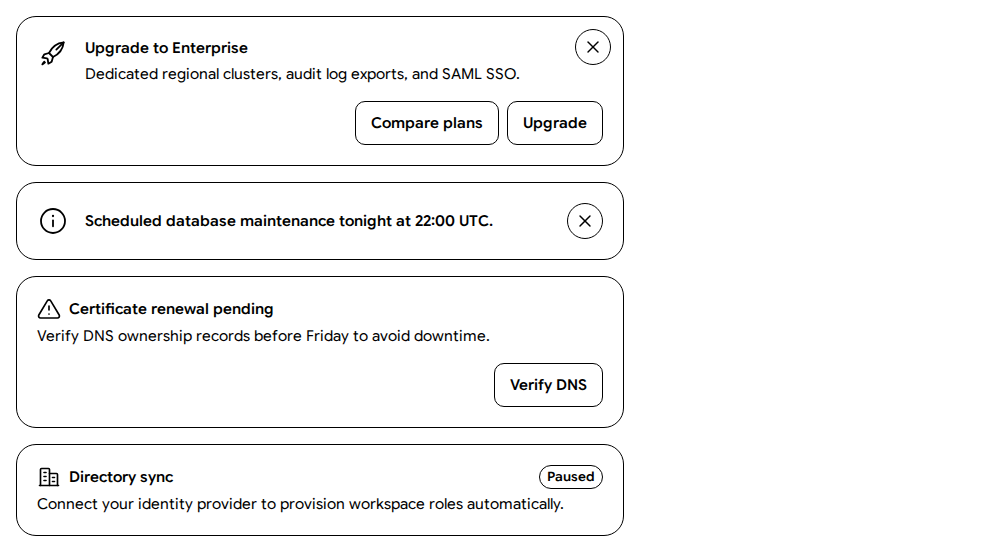 Upgrade to Enterprise
Dedicated regional clusters, audit log exports, and SAML SSO.
Compare plans
Upgrade
Scheduled database maintenance tonight at 22:00 UTC.
Certificate renewal pending
Verify DNS ownership records before Friday to avoid downtime.
Verify DNS
Directory sync
Paused
Connect your identity provider to provision workspace roles automatically.